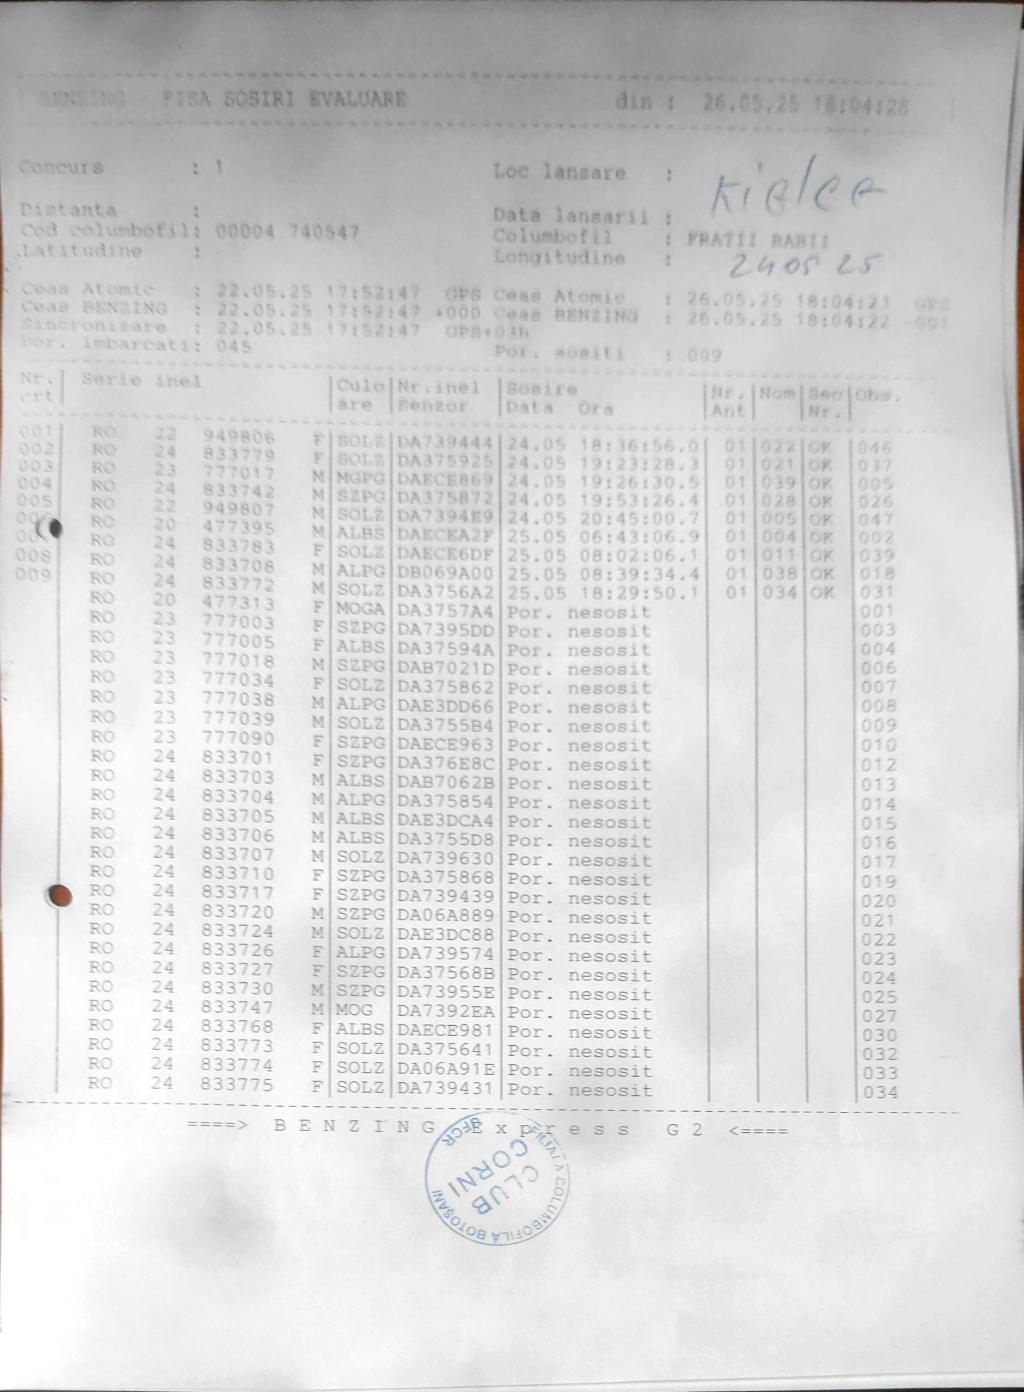 BENZING - FISA SOSIRI EVALUARE din : 26.05.25 18:04:28
Concurs : 1 Loc lansare : Kielce
Distanta : Data lansarii :
Cod columbofil: 00004 740547 Columbofil : FRATII BABII
Latitudine : Longitudine : 24 05 25
Ceas Atomic : 22.05.25 17:52:47 GPS Ceas Atomic : 26.05.25 18:04:23 GPS
Ceas BENZING : 22.05.25 17:52:47 +000 Ceas BENZING : 26.05.25 18:04:22 -001
Sincronizare : 22.05.25 17:52:47 GPS+03h
Por. imbarcati: 045 Por. sositi : 009
Nr. crt Serie inel Culo are Nr.inel Senzor Sosire Data Ora Nr. Ant Nom Sec Nr. Obs.
001 RO 22 949806 F SOLZ DA739444 24.05 18:36:56.0 01 022 OK 046
002 RO 24 833779 F SOLZ DA375925 24.05 19:23:28.3 01 021 OK 037
003 RO 23 777017 M MGPG DAECE869 24.05 19:26:30.5 01 039 OK 005
004 RO 24 833742 M SZPG DA375872 24.05 19:53:26.4 01 028 OK 026
005 RO 22 949807 M SOLZ DA7394E9 24.05 20:45:00.7 01 005 OK 047
RO 20 477395 M ALBS DAECEA2F 25.05 06:43:06.9 01 004 OK 002
RO 24 833783 F SOLZ DAECE6DF 25.05 08:02:06.1 01 011 OK 039
008 RO 24 833708 M ALPG DB069A00 25.05 08:39:34.4 01 038 OK 018
009 RO 24 833772 M SOLZ DA3756A2 25.05 18:29:50.1 01 034 OK 031
RO 20 477313 F MOGA DA3757A4 Por. nesosit 001
RO 23 777003 F SZPG DA7395DD Por. nesosit 003
RO 23 777005 F ALBS DA37594A Por. nesosit 004
RO 23 777018 M SZPG DAB7021D Por. nesosit 006
RO 23 777034 F SOLZ DA375862 Por. nesosit 007
RO 23 777038 M ALPG DAE3DD66 Por. nesosit 008
RO 23 777039 M SOLZ DA3755B4 Por. nesosit 009
RO 23 777090 F SZPG DAECE963 Por. nesosit 010
RO 24 833701 F SZPG DA376E8C Por. nesosit 012
RO 24 833703 M ALBS DAB7062B Por. nesosit 013
RO 24 833704 M ALPG DA375854 Por. nesosit 014
RO 24 833705 M ALBS DAE3DCA4 Por. nesosit 015
RO 24 833706 M ALBS DA3755D8 Por. nesosit 016
RO 24 833707 M SOLZ DA739630 Por. nesosit 017
RO 24 833710 F SZPG DA375868 Por. nesosit 019
RO 24 833717 F SZPG DA739439 Por. nesosit 020
RO 24 833720 M SZPG DA06A889 Por. nesosit 021
RO 24 833724 M SOLZ DAE3DC88 Por. nesosit 022
RO 24 833726 F ALPG DA739574 Por. nesosit 023
RO 24 833727 F SZPG DA37568B Por. nesosit 024
RO 24 833730 M SZPG DA73955E Por. nesosit 025
RO 24 833747 M MOG DA7392EA Por. nesosit 027
RO 24 833768 F ALBS DAECE981 Por. nesosit 030
RO 24 833773 F SOLZ DA375641 Por. nesosit 032
RO 24 833774 F SOLZ DA06A91E Por. nesosit 033
RO 24 833775 F SOLZ DA739431 Por. nesosit 034
====> B E N Z I N G E x p r e s s G 2 <====
FILIALA COLUMBOFILĂ BOTOŞANI
CLUB
CORNI